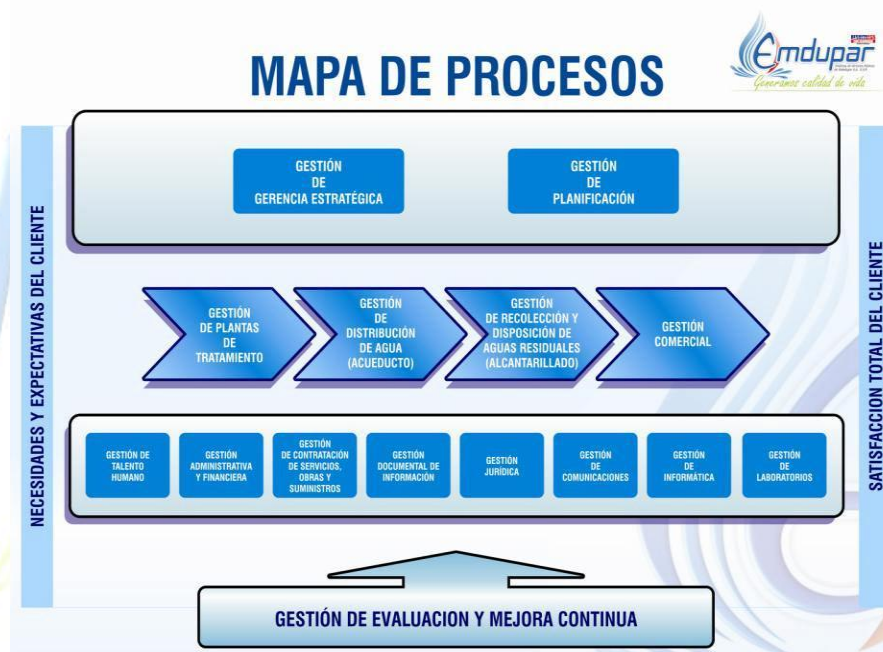 MAPA DE PROCESOS
Emdupar
Generamos calidad de vida
NECESIDADES Y EXPECTATIVAS DEL CLIENTE
GESTIÓN
DE
GERENCIA ESTRATÉGICA
GESTIÓN
DE
PLANIFICACIÓN
GESTIÓN
DE PLANTAS
DE
TRATAMIENTO
GESTIÓN
DE
DISTRIBUCIÓN
DE AGUA
(ACUEDUCTO)
GESTIÓN
DE RECOLECCIÓN Y
DISPOSICIÓN DE
AGUAS RESIDUALES
(ALCANTARILLADO)
GESTIÓN
COMERCIAL
GESTIÓN DE
TALENTO
HUMANO
GESTIÓN
ADMINISTRATIVA
Y FINANCIERA
GESTIÓN
DE CONTRATACIÓN
DE SERVICIOS,
OBRAS Y
SUMINISTROS
GESTIÓN
DOCUMENTAL DE
INFORMACIÓN
GESTIÓN
JURÍDICA
GESTIÓN
DE
COMUNICACIONES
GESTIÓN
DE
INFORMÁTICA
GESTIÓN
DE
LABORATORIOS
SATISFACCION TOTAL DEL CLIENTE
GESTIÓN DE EVALUACION Y MEJORA CONTINUA